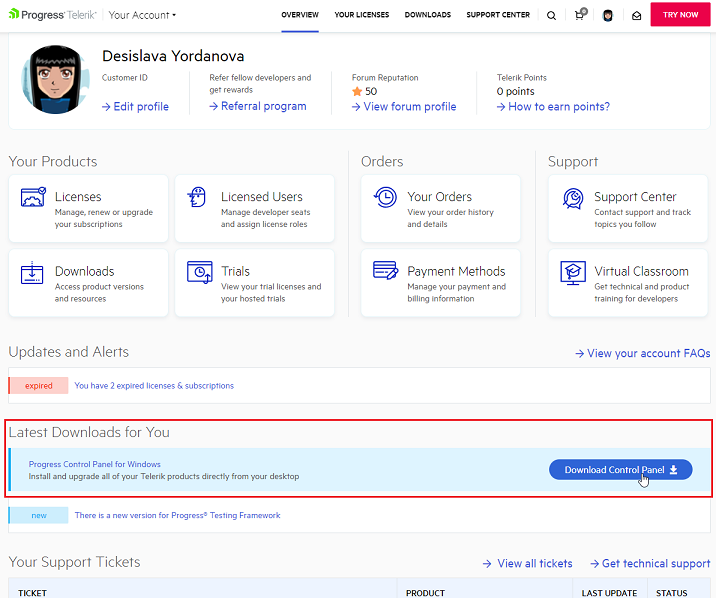 Progress Telerik Your Account OVERVIEW YOUR LICENSES DOWNLOADS SUPPORT CENTER 0 TRY NOW
Desislava Yordanova
Customer ID
Edit profile
Refer fellow developers and
get rewards
Referral program
Forum Reputation
50
View forum profile
Telerik Points
0 points
How to earn points?
Your Products
Licenses
Manage, renew or upgrade
your subscriptions
Licensed Users
Manage developer seats
and assign license roles
Downloads
Access product versions
and resources
Trials
View your trial licenses and
your hosted trials
Orders
Your Orders
View your order history
and details
Payment Methods
Manage your payment and
billing information
Support
Support Center
Contact support and track
topics you follow
Virtual Classroom
Get technical and product
training for developers
Updates and Alerts
View your account FAQs
expired You have 2 expired licenses & subscriptions
Latest Downloads for You
Progress Control Panel for Windows
Install and upgrade all of your Telerik products directly from your desktop
Download Control Panel
new There is a new version for Progress® Testing Framework
Your Support Tickets View all tickets Get technical support
TICKET PRODUCT LAST UPDATE STATUS